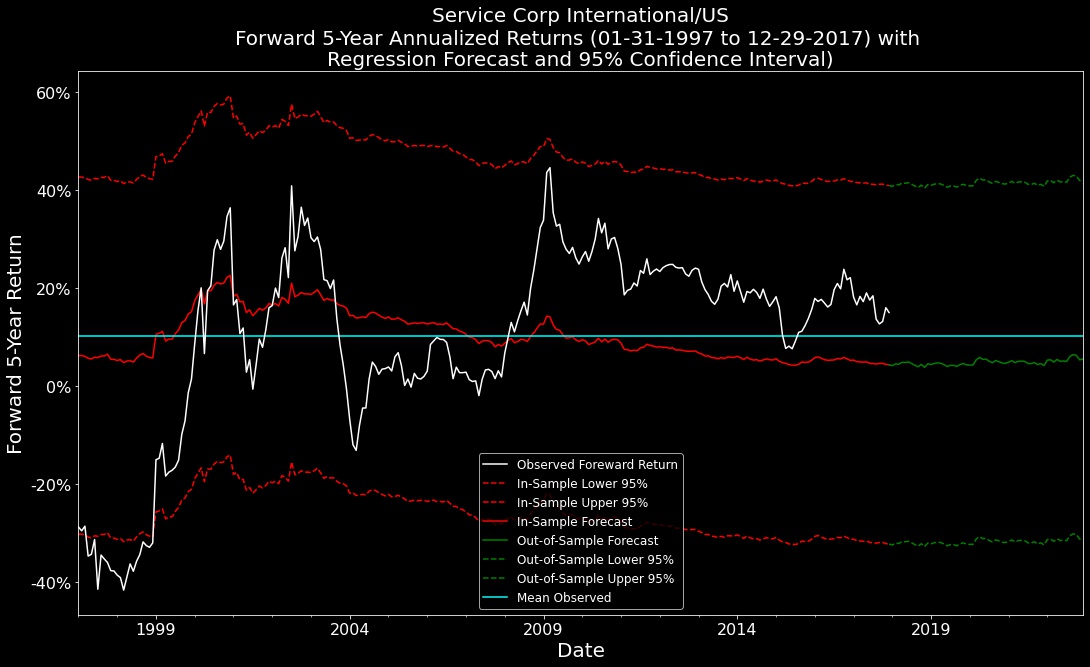 Service Corp International/US
Forward 5-Year Annualized Returns (01-31-1997 to 12-29-2017) with
Regression Forecast and 95% Confidence Interval)
60%
40%
20%
0%
-20%
-40%
Forward 5-Year Return
Observed Foreward Return
In-Sample Lower 95%
In-Sample Upper 95%
In-Sample Forecast
Out-of-Sample Forecast
Out-of-Sample Lower 95%
Out-of-Sample Upper 95%
Mean Observed
1999
2004
2009
2014
2019
Date